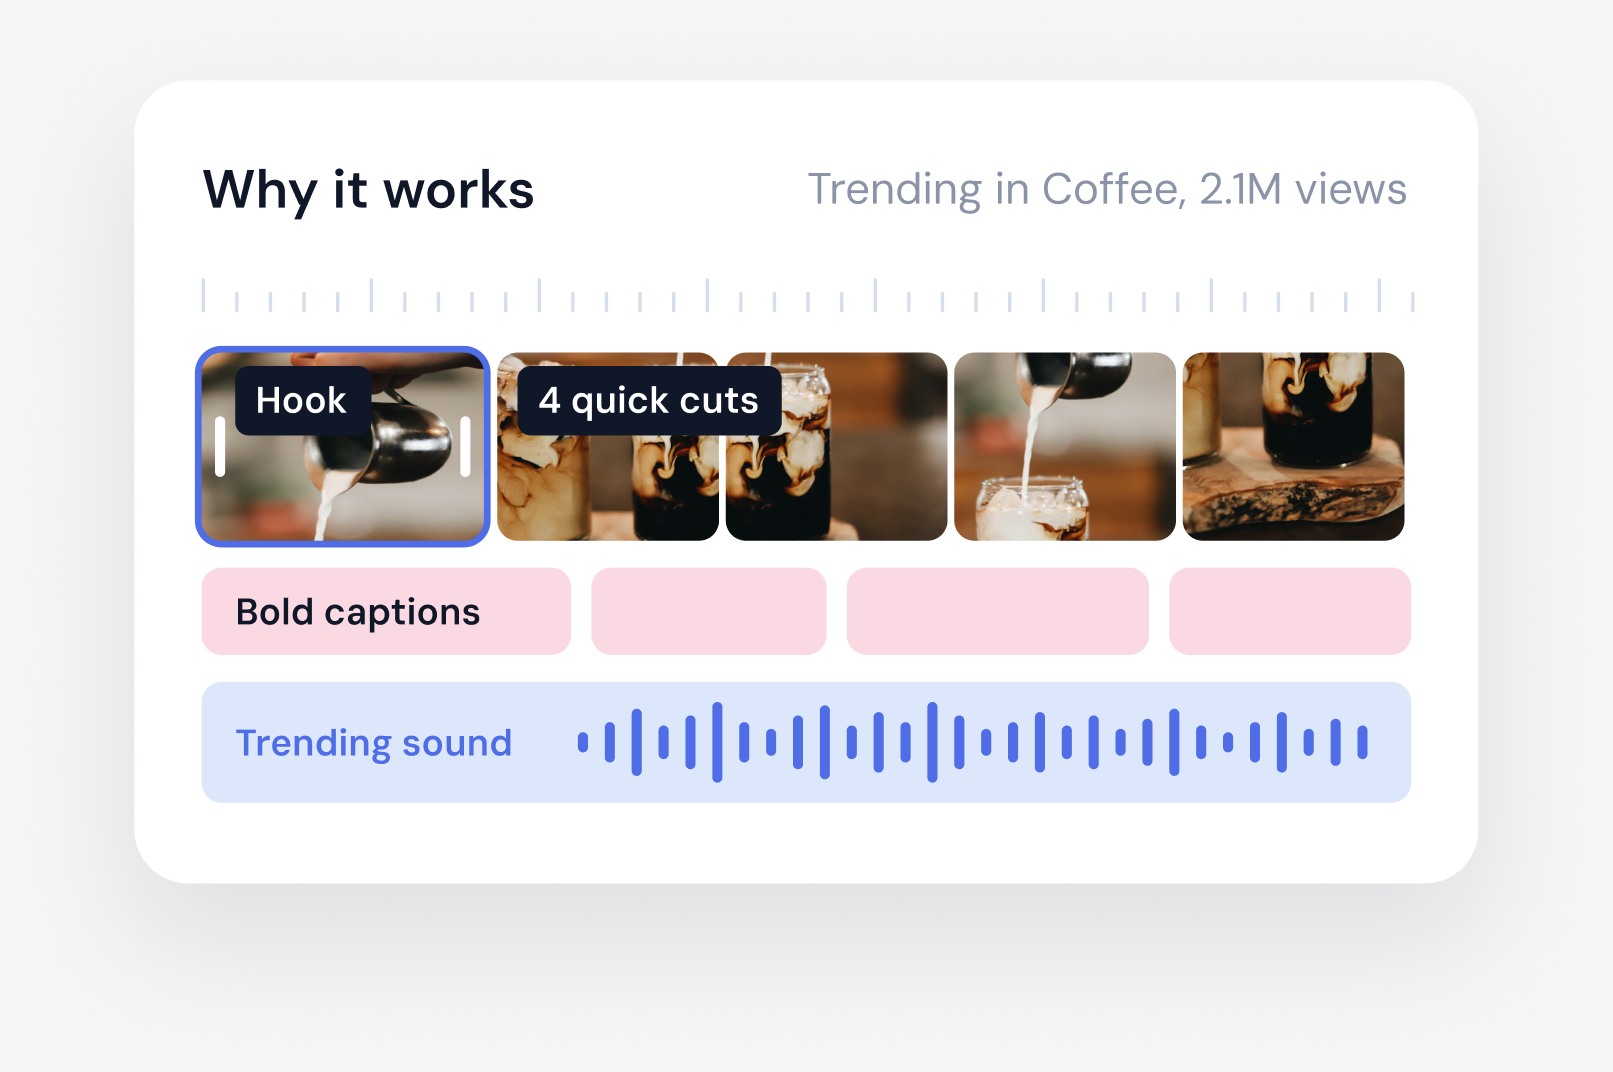 Why it works
Trending in Coffee, 2.1M views
Hook
4 quick cuts
Bold captions
Trending sound